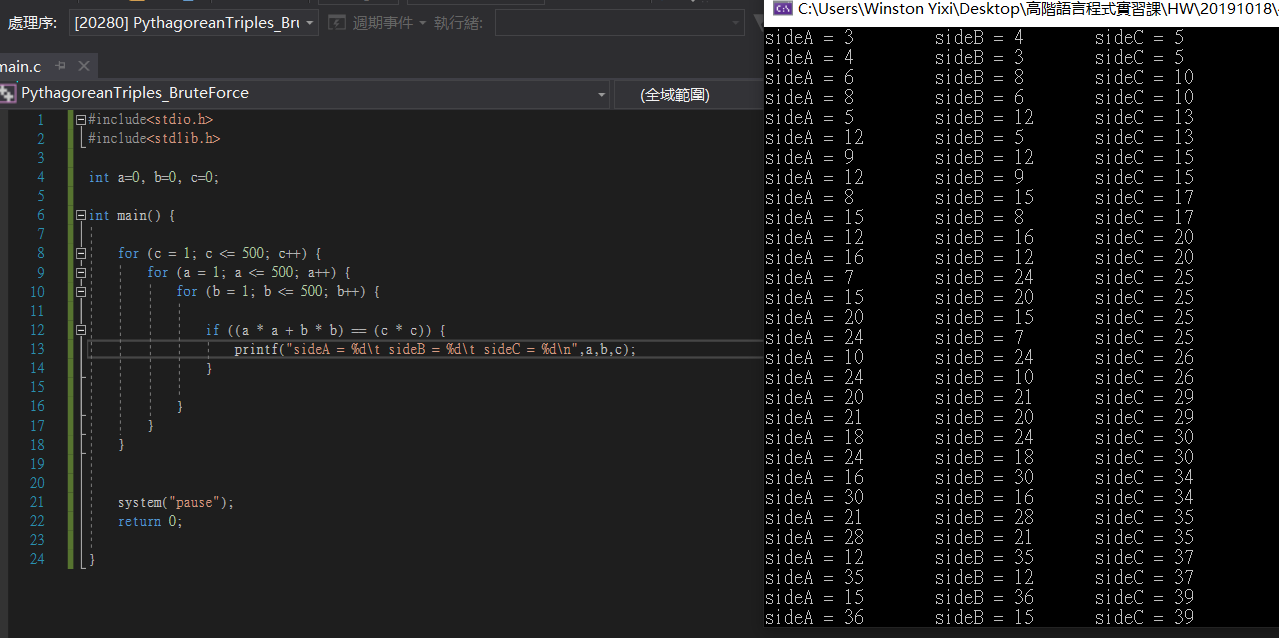 處理序: [20280] PythagoreanTriples_Bru 週期事件 執行緒:
main.c
PythagoreanTriples_BruteForce (全域範圍)
1 #include<stdio.h>
2 #include<stdlib.h>
3
4 int a=0, b=0, c=0;
5
6 int main() {
7
8 for (c = 1; c <= 500; c++) {
9 for (a = 1; a <= 500; a++) {
10 for (b = 1; b <= 500; b++) {
11
12 if ((a * a + b * b) == (c * c)) {
13 printf("sideA = %d\t sideB = %d\t sideC = %d\n",a,b,c);
14 }
15
16 }
17 }
18 }
19
20
21 system("pause");
22 return 0;
23
24 }
C:\Users\Winston Yixi\Desktop\高階語言程式實習課\HW\20191018\
sideA = 3 sideB = 4 sideC = 5
sideA = 4 sideB = 3 sideC = 5
sideA = 6 sideB = 8 sideC = 10
sideA = 8 sideB = 6 sideC = 10
sideA = 5 sideB = 12 sideC = 13
sideA = 12 sideB = 5 sideC = 13
sideA = 9 sideB = 12 sideC = 15
sideA = 12 sideB = 9 sideC = 15
sideA = 8 sideB = 15 sideC = 17
sideA = 15 sideB = 8 sideC = 17
sideA = 12 sideB = 16 sideC = 20
sideA = 16 sideB = 12 sideC = 20
sideA = 7 sideB = 24 sideC = 25
sideA = 15 sideB = 20 sideC = 25
sideA = 20 sideB = 15 sideC = 25
sideA = 24 sideB = 7 sideC = 25
sideA = 10 sideB = 24 sideC = 26
sideA = 24 sideB = 10 sideC = 26
sideA = 20 sideB = 21 sideC = 29
sideA = 21 sideB = 20 sideC = 29
sideA = 18 sideB = 24 sideC = 30
sideA = 24 sideB = 18 sideC = 30
sideA = 16 sideB = 30 sideC = 34
sideA = 30 sideB = 16 sideC = 34
sideA = 21 sideB = 28 sideC = 35
sideA = 28 sideB = 21 sideC = 35
sideA = 12 sideB = 35 sideC = 37
sideA = 35 sideB = 12 sideC = 37
sideA = 15 sideB = 36 sideC = 39
sideA = 36 sideB = 15 sideC = 39